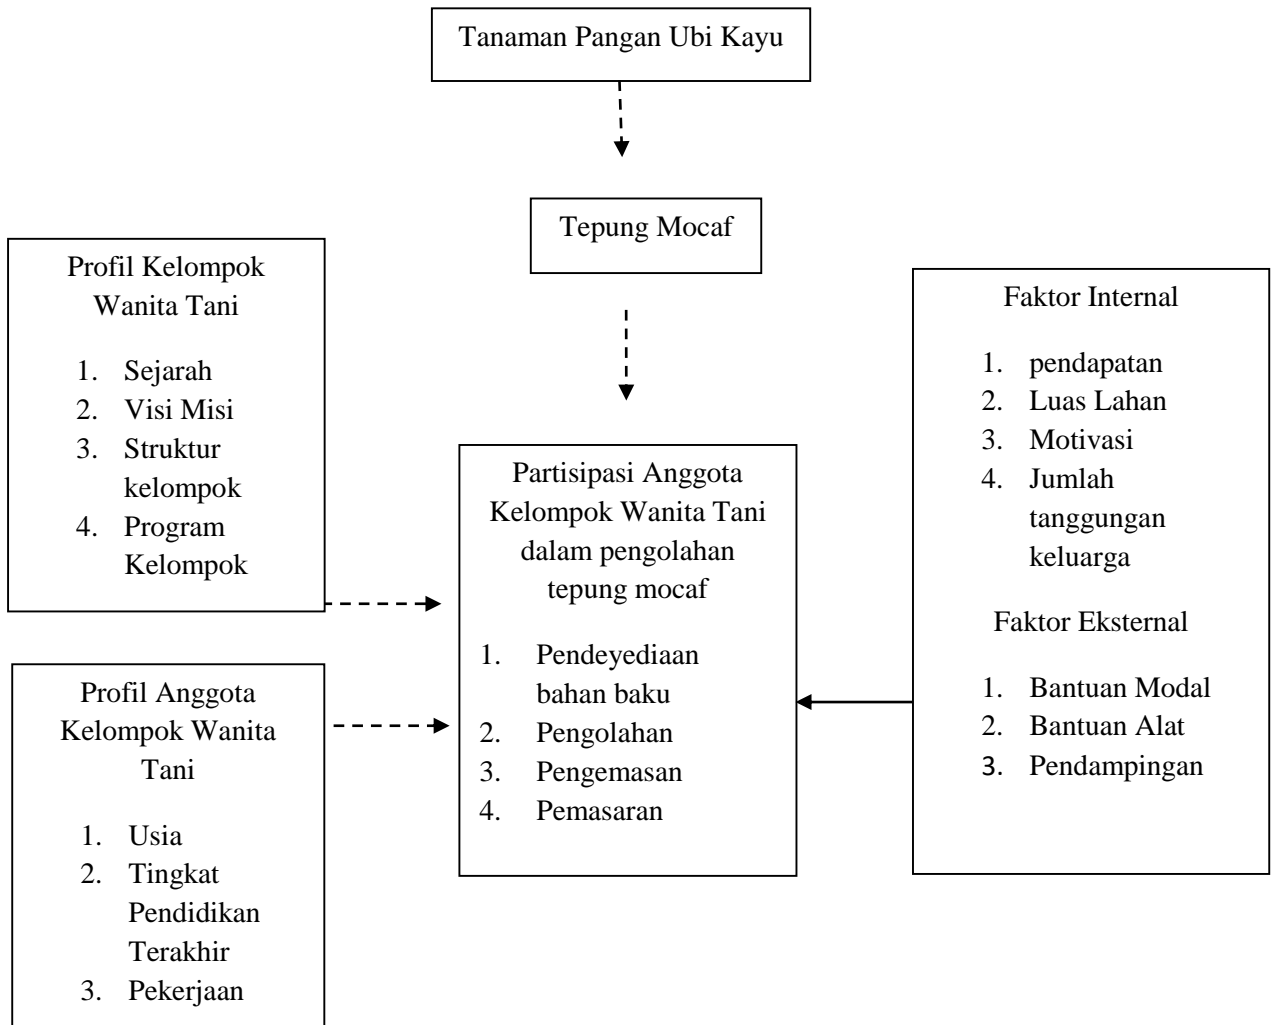 Tanaman Pangan Ubi Kayu
Tepung Mocaf
Profil Kelompok
Wanita Tani
1. Sejarah
2. Visi Misi
3. Struktur
kelompok
4. Program
Kelompok
Profil Anggota
Kelompok Wanita
Tani
1. Usia
2. Tingkat
Pendidikan
Terakhir
3. Pekerjaan
Partisipasi Anggota
Kelompok Wanita Tani
dalam pengolahan
tepung mocaf
1. Pendeyediaan
bahan baku
2. Pengolahan
3. Pengemasan
4. Pemasaran
Faktor Internal
1. pendapatan
2. Luas Lahan
3. Motivasi
4. Jumlah
tanggungan
keluarga
Faktor Eksternal
1. Bantuan Modal
2. Bantuan Alat
3. Pendampingan